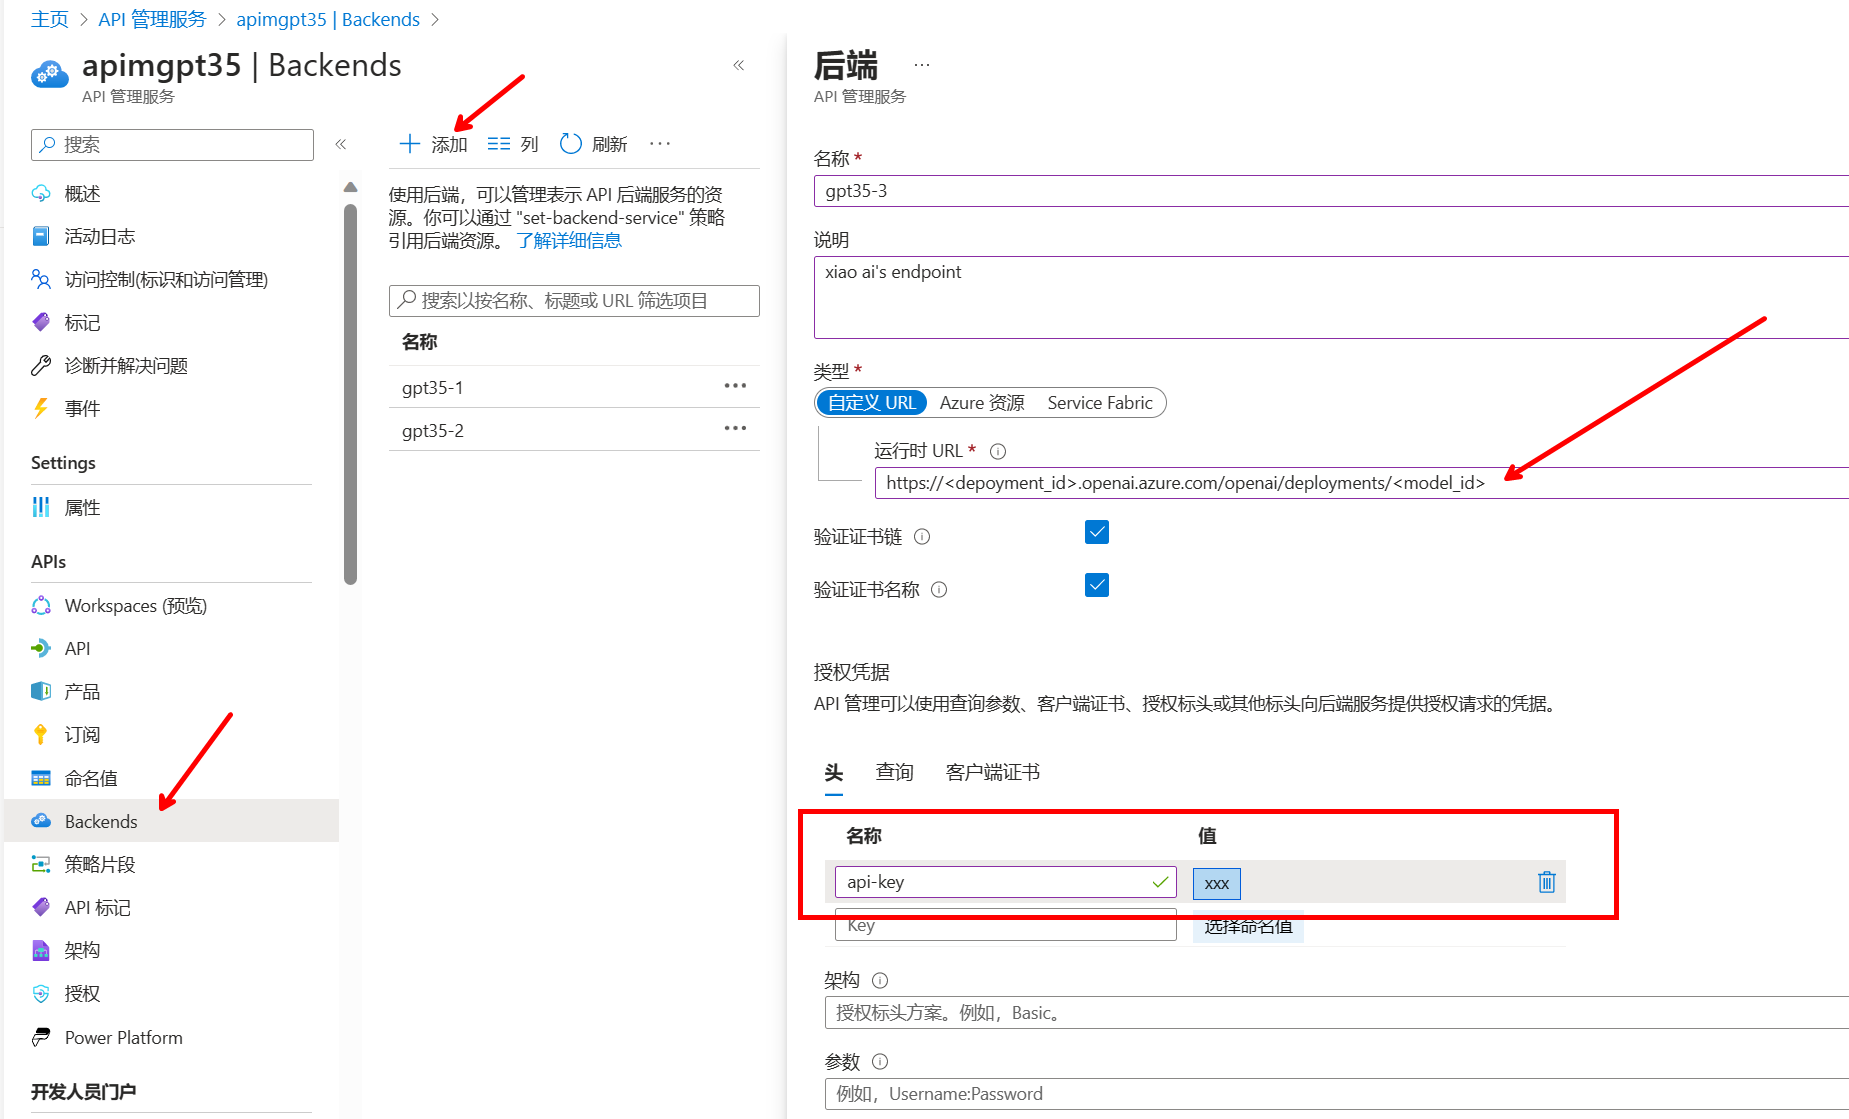 主页 > API 管理服务 > apimgpt35 | Backends >
apimgpt35 | Backends
API 管理服务
搜索
概述
活动日志
访问控制(标识和访问管理)
标记
诊断并解决问题
事件
Settings
属性
APIs
Workspaces (预览)
API
产品
订阅
命名值
Backends
策略片段
API 标记
架构
授权
Power Platform
开发人员门户
添加 列 刷新 ...
使用后端，可以管理表示 API 后端服务的资
源。你可以通过 "set-backend-service" 策略
引用后端资源。 了解详细信息
搜索以按名称、标题或 URL 筛选项目
名称
gpt35-1
gpt35-2
后端 ...
API 管理服务
名称 *
gpt35-3
说明
xiao ai's endpoint
类型 *
自定义 URL Azure 资源 Service Fabric
运行时 URL *
https://<depoyment_id>.openai.azure.com/openai/deployments/<model_id>
验证证书链
验证证书名称
授权凭据
API 管理可以使用查询参数、客户端证书、授权标头或其他标头向后端服务提供授权请求的凭据。
头 查询 客户端证书
名称 值
api-key xxx
Key 选择命名值
架构
授权标头方案。例如，Basic。
参数
例如，Username:Password